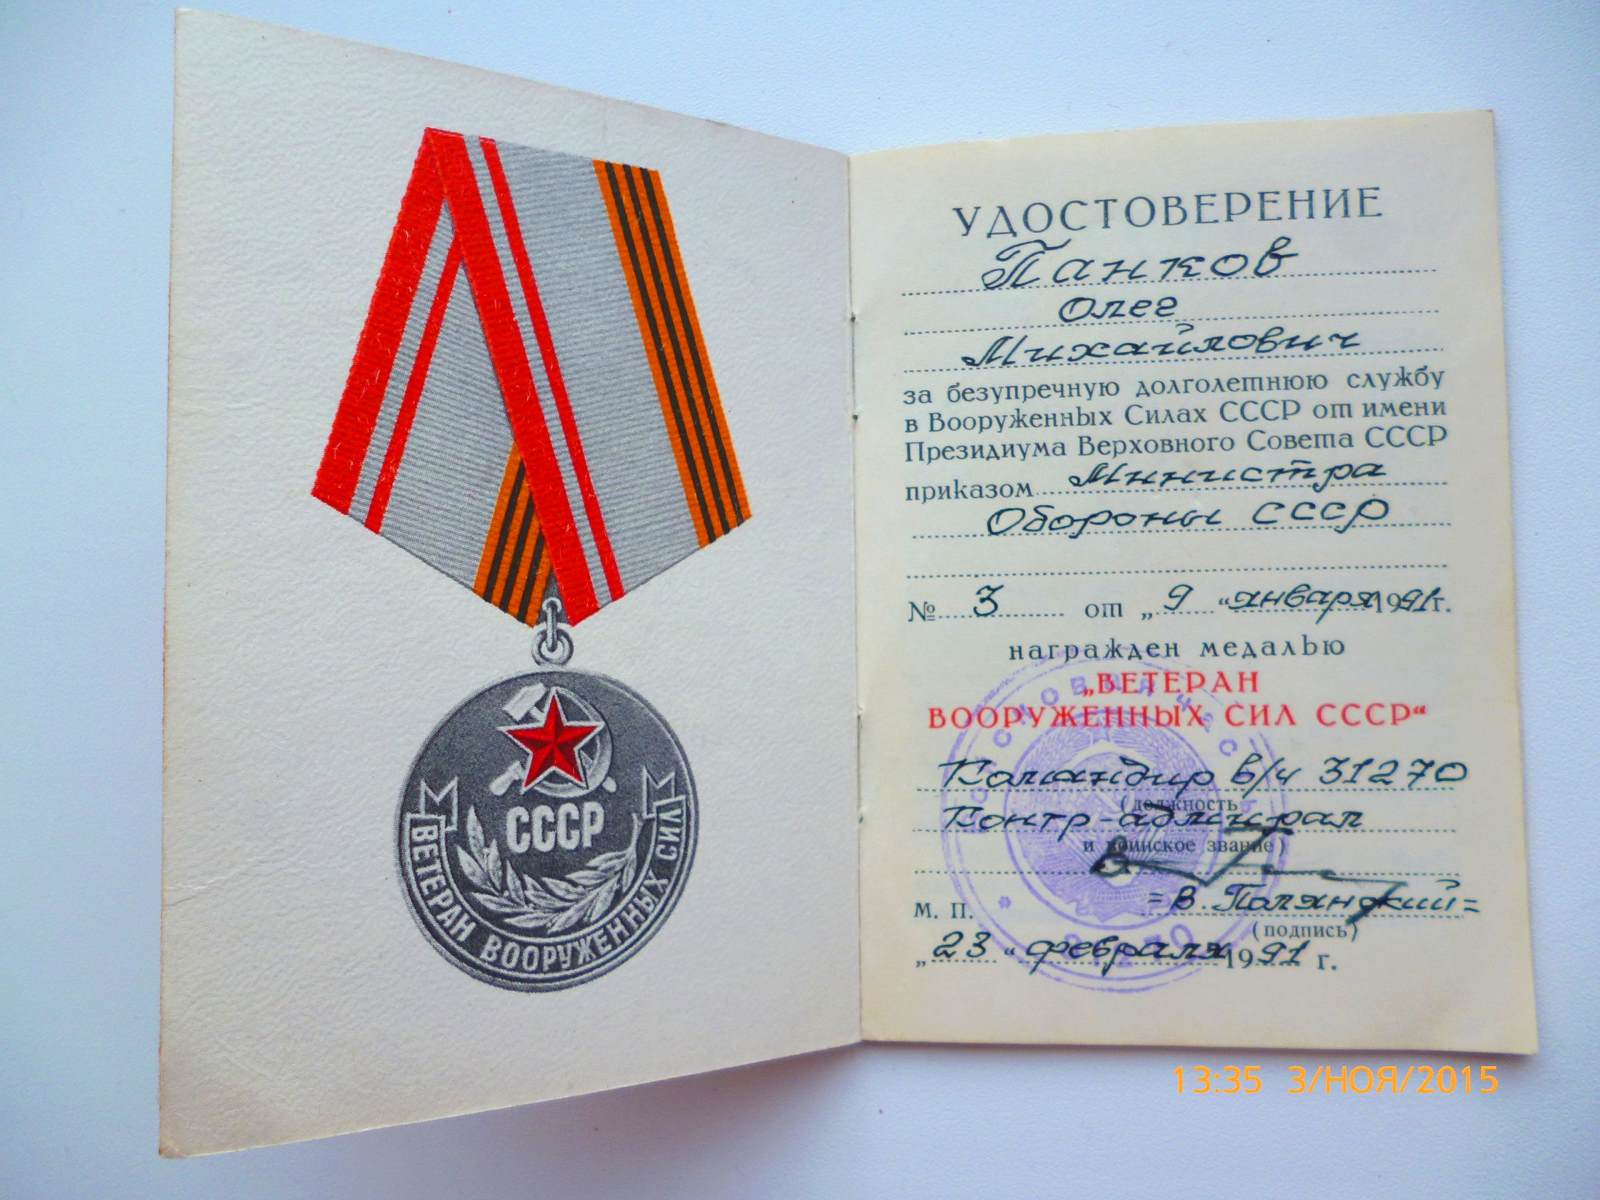 СССР
ВЕТЕРАН ВООРУЖЕННЫХ СИЛ
УДОСТОВЕРЕНИЕ
Панков
Олег
Михайлович
за безупречную долголетнюю службу
в Вооруженных Силах СССР от имени
Президиума Верховного Совета СССР
приказом Министра
Обороны СССР
№ 3 от „9“ января 1991г.
награжден медалью
„ВЕТЕРАН
ВООРУЖЕННЫХ СИЛ СССР“
Командир в/ч 31270
(должность
Контр-адмирал
и воинское звание)
=В. Полянский=
М. П.
(подпись)
„23“ февраля 1991 г.
13:35 3/НОЯ/2015